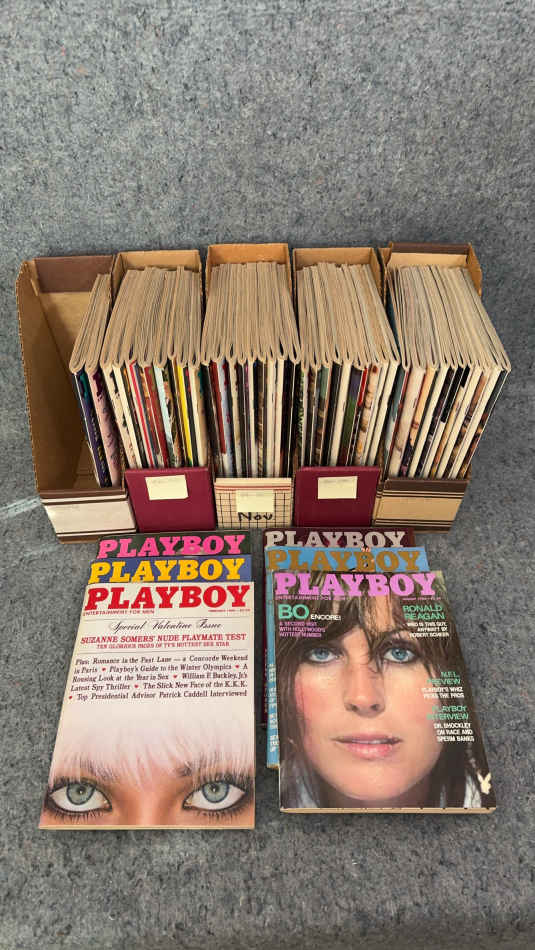 Nov
PLAYBOY
PLAYBOY
PLAYBOY
ENTERTAINMENT FOR MEN
Special Valentine Issue
SUZANNE SOMERS' NUDE PLAYMATE TEST
TEN GLORIOUS PAGES OF TV'S HOTTEST SEX STAR
Plus: Romance in the Fast Lane — a Concorde Weekend
in Paris ♥ Playboy's Guide to the Winter Olympics ♥ A
Rousing Look at the Year in Sex ♥ William F. Buckley, Jr.'s
Latest Spy Thriller ♥ The Slick New Face of the K.K.K.
♥ Top Presidential Advisor Patrick Caddell Interviewed
PLAYBOY
PLAYBOY
PLAYBOY
ENTERTAINMENT FOR
BO ENCORE!
A SECOND VISIT
WITH HOLLYWOOD'S
HOTTEST NUMBER
RONALD
REAGAN
WHO IS THIS GUY,
ANYWAY? BY
ROBERT SCHEER
PLAYBOY'S WHIZ
PICKS THE PROS
PLAYBOY
INTERVIEW
DR. SHOCKLEY
ON RACE AND
SPERM BANKS